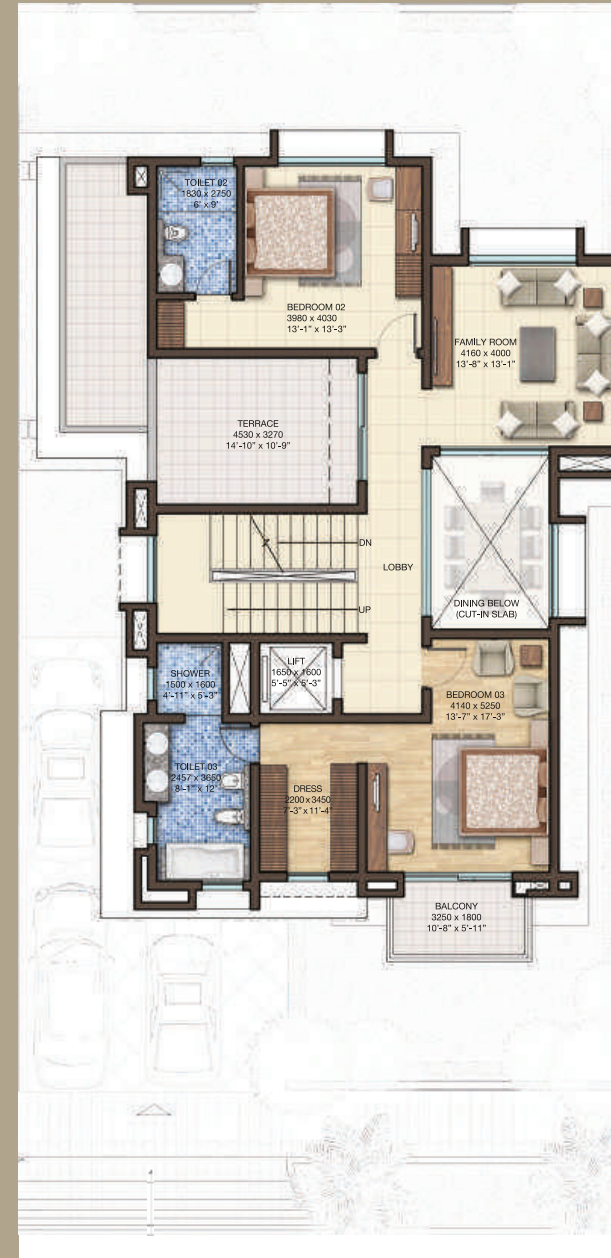 TOILET 02
1830 x 2750
6' x 9'
BEDROOM 02
3980 x 4030
13'-1" x 13'-3"
FAMILY ROOM
4160 x 4000
13'-8" x 13'-1"
TERRACE
4530 x 3270
14'-10" x 10'-9"
DN
LOBBY
UP
DINING BELOW
(CUT-IN SLAB)
LIFT
1650 x 1600
5'-5" x 5'-3"
SHOWER
1500 x 1600
4'-11" x 5'-3"
BEDROOM 03
4140 x 5250
13'-7" x 17'-3"
TOILET 03
2457 x 3650
8'-1" x 12'
DRESS
2200 x 3450
7'-3" x 11'-4"
BALCONY
3250 x 1800
10'-8" x 5'-11"